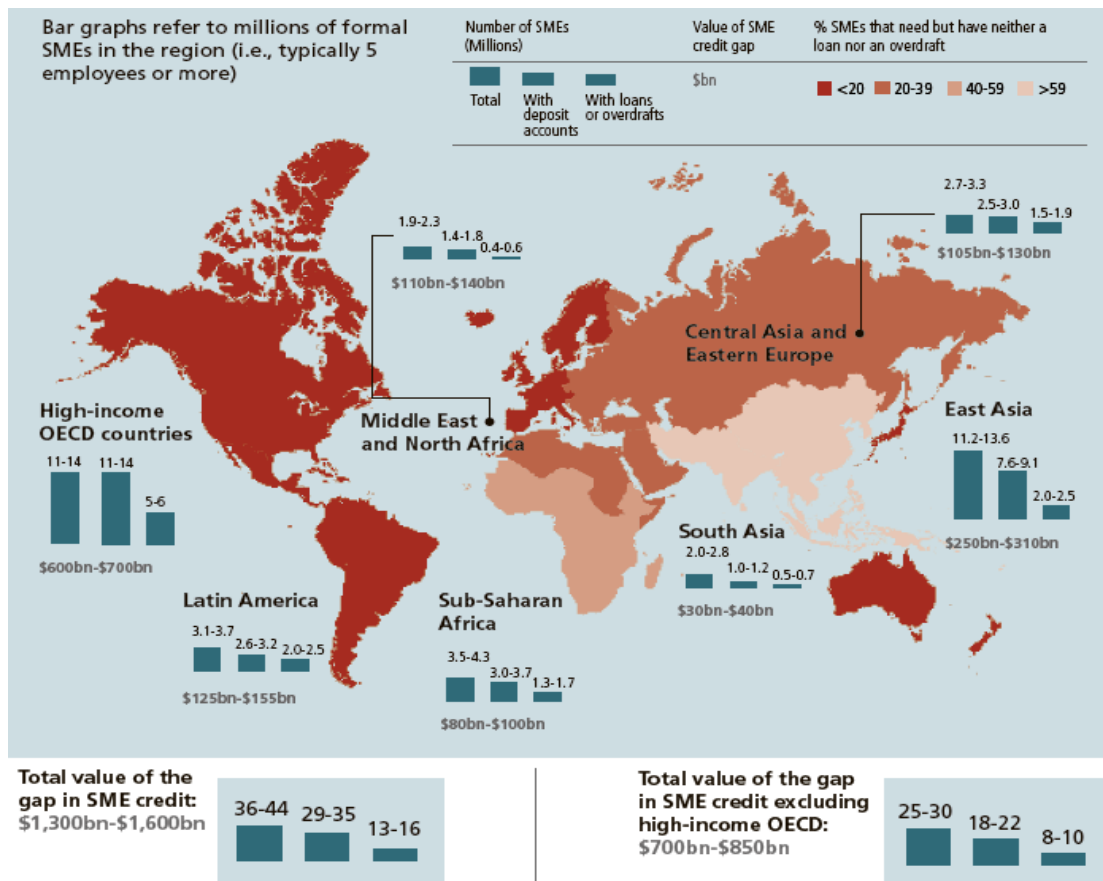 Bar graphs refer to millions of formal
SMEs in the region (i.e., typically 5
employees or more)
Number of SMEs
(Millions)
Total
With
deposit
accounts
With loans
or overdrafts
Value of SME
credit gap
$bn
% SMEs that need but have neither a
loan nor an overdraft
<20
20-39
40-59
>59
1.9-2.3
1.4-1.8
0.4-0.6
$110bn-$140bn
Middle East
and North Africa
2.7-3.3
2.5-3.0
1.5-1.9
$105bn-$130bn
Central Asia and
Eastern Europe
High-income
OECD countries
11-14
11-14
5-6
$600bn-$700bn
East Asia
11.2-13.6
7.6-9.1
2.0-2.5
$250bn-$310bn
South Asia
2.0-2.8
1.0-1.2
0.5-0.7
$30bn-$40bn
Latin America
3.1-3.7
2.6-3.2
2.0-2.5
$125bn-$155bn
Sub-Saharan
Africa
3.5-4.3
3.0-3.7
1.3-1.7
$80bn-$100bn
Total value of the
gap in SME credit:
$1,300bn-$1,600bn
36-44
29-35
13-16
Total value of the gap
in SME credit excluding
high-income OECD:
$700bn-$850bn
25-30
18-22
8-10